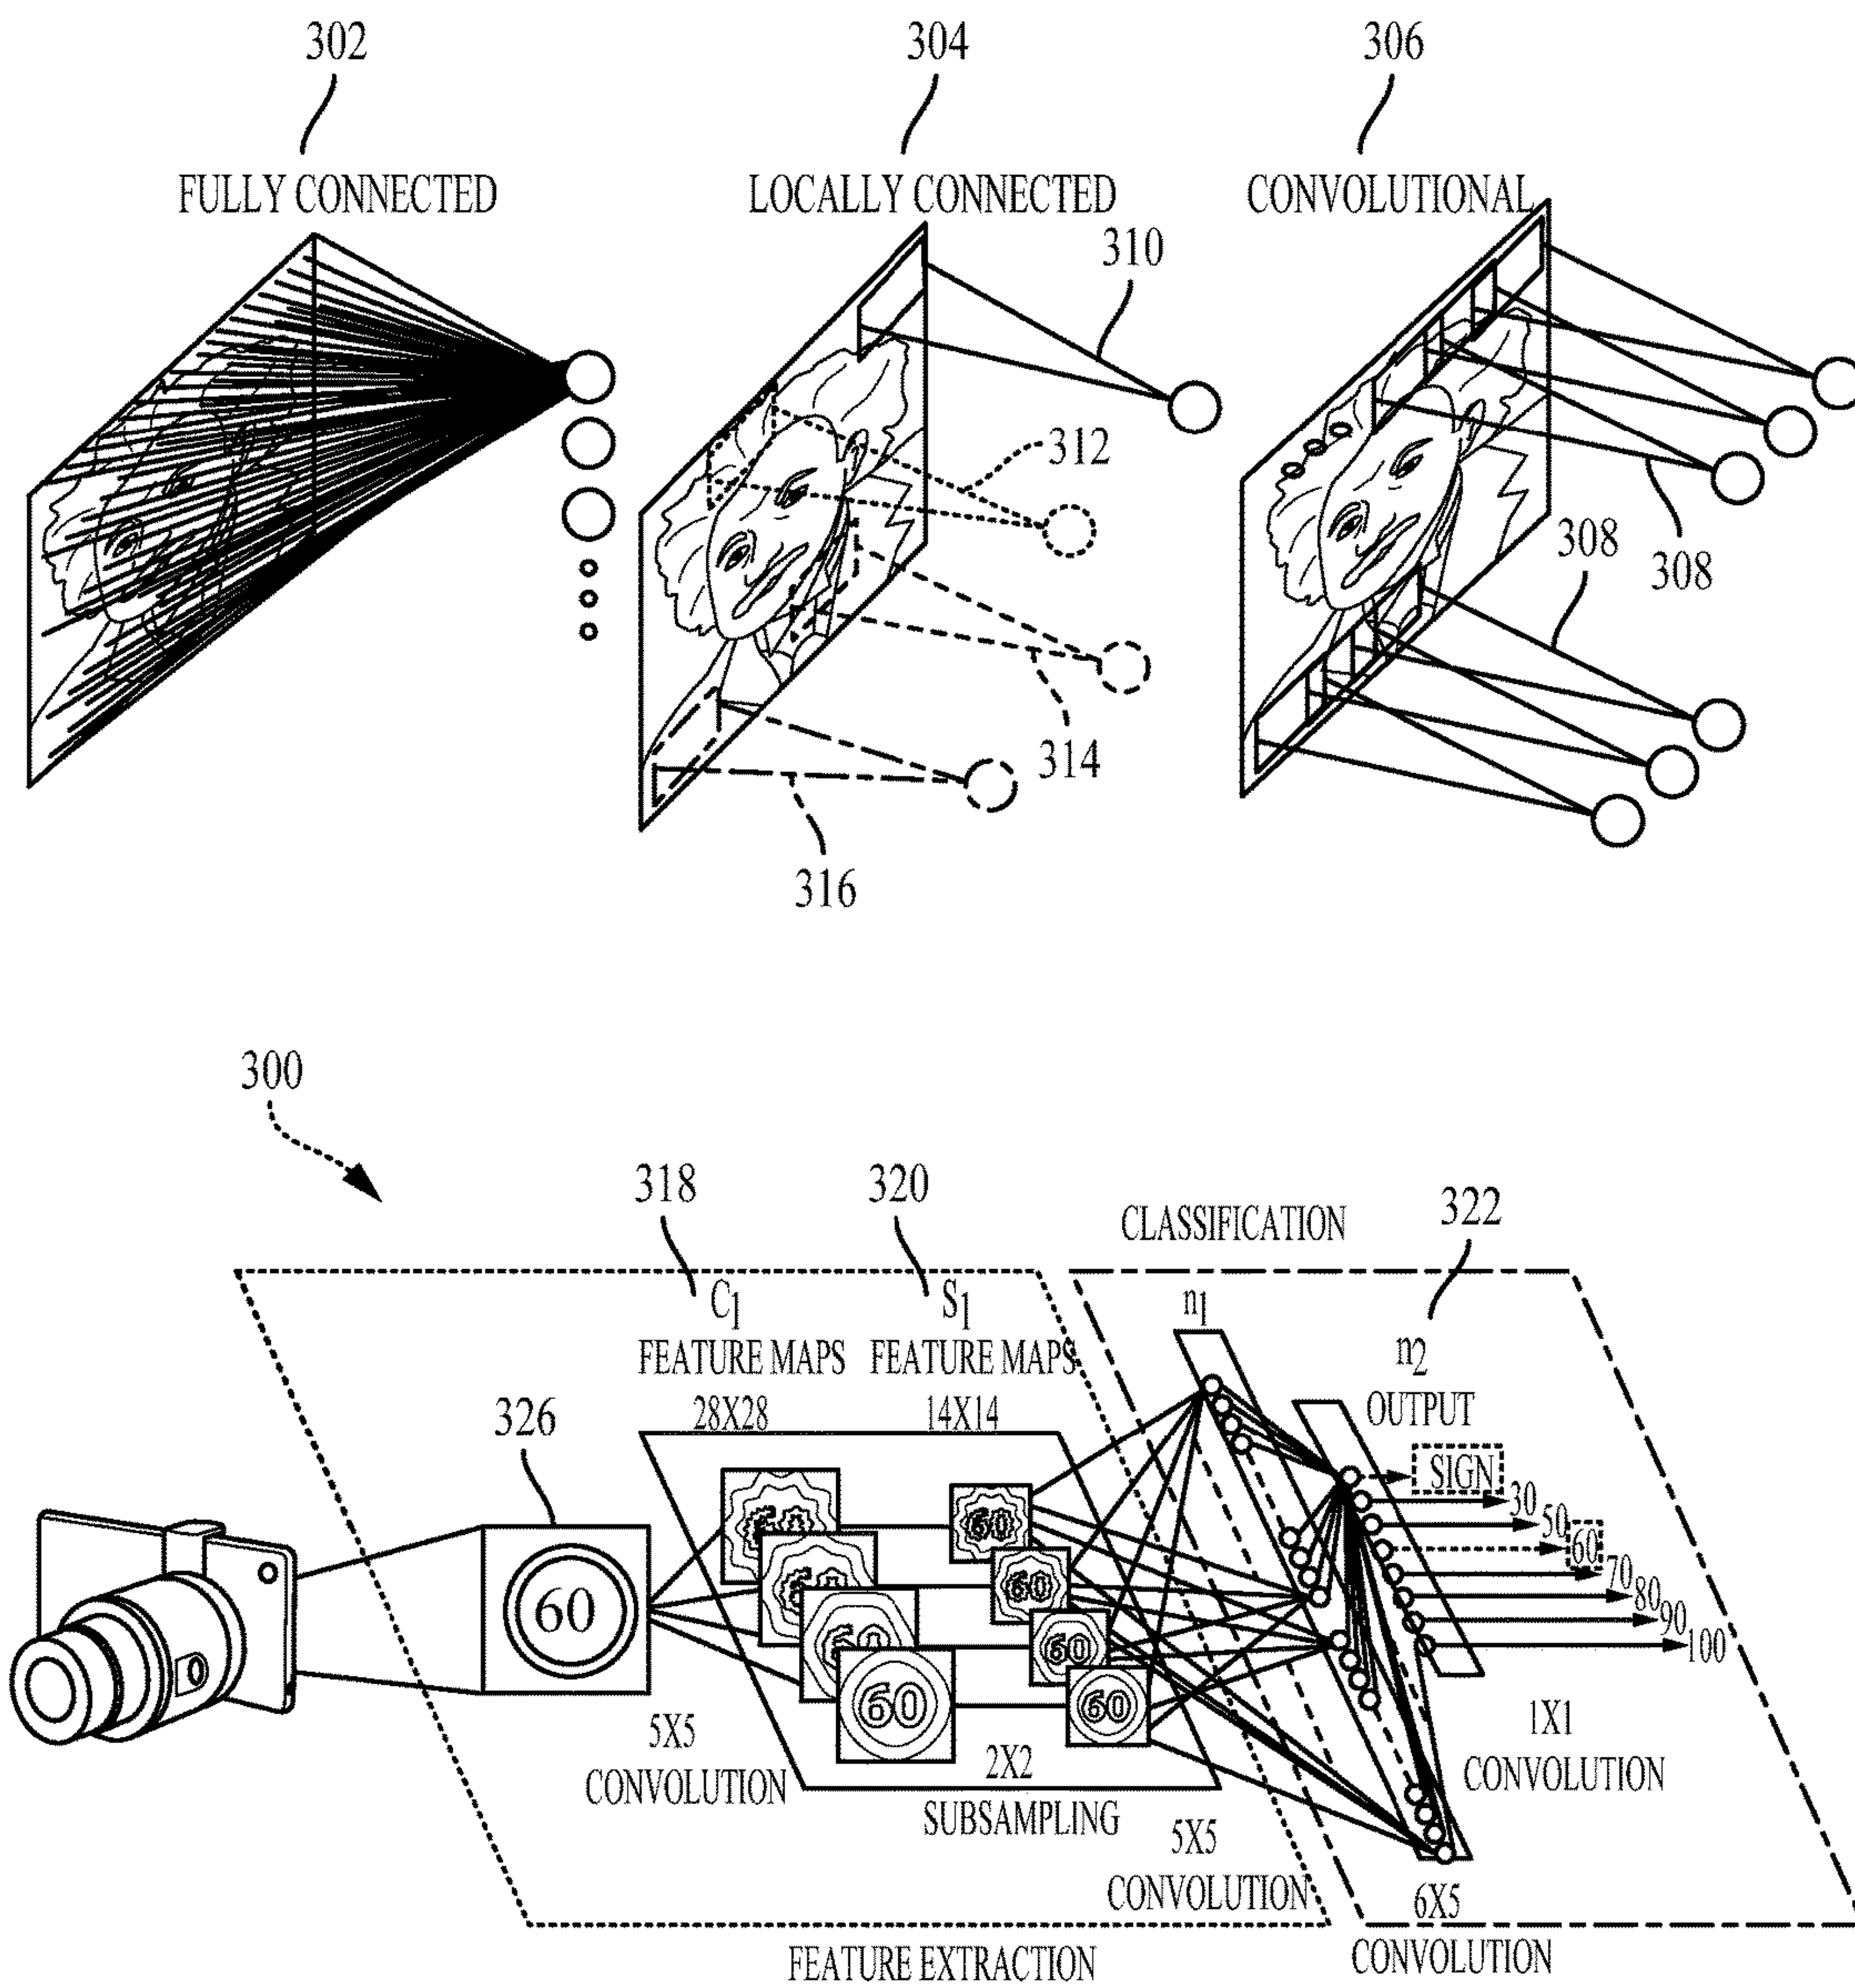 302
304
306
FULLY CONNECTED
LOCALLY CONNECTED
CONVOLUTIONAL
310
312
308
308
314
316
300
318
320
CLASSIFICATION
322
C1
S1
n1
FEATURE MAPS
FEATURE MAPS
n2
326
28X28
14X14
OUTPUT
SIGN
30
50
60
70
80
90
100
60
60
60
60
60
60
60
60
60
5X5
CONVOLUTION
2X2
SUBSAMPLING
5X5
CONVOLUTION
1X1
CONVOLUTION
6X5
CONVOLUTION
FEATURE EXTRACTION